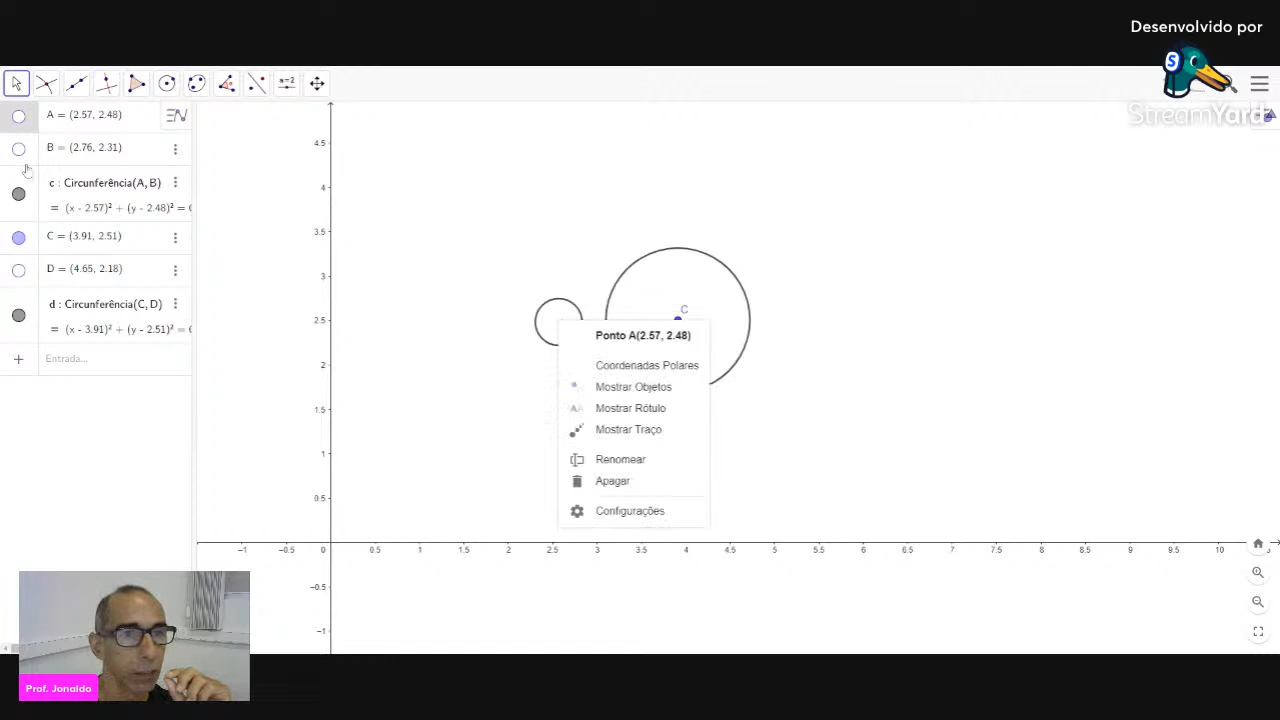 Desenvolvido por
S
StreamYard
a=2
A = (2.57, 2.48)
B = (2.76, 2.31)
c : Circunferência(A, B)
= (x - 2.57)² + (y - 2.48)² =
C = (3.91, 2.51)
D = (4.65, 2.18)
d : Circunferência(C, D)
= (x - 3.91)² + (y - 2.51)² =
Entrada...
4.5
4
3.5
3
2.5
2
1.5
1
0.5
-1 -0.5 0 0.5 1 1.5 2 2.5 3 3.5 4 4.5 5 5.5 6 6.5 7 7.5 8 8.5 9 9.5 10
-0.5
-1
C
Ponto A(2.57, 2.48)
Coordenadas Polares
Mostrar Objetos
AA Mostrar Rótulo
Mostrar Traço
Renomear
Apagar
Configurações
Prof. Jonaldo